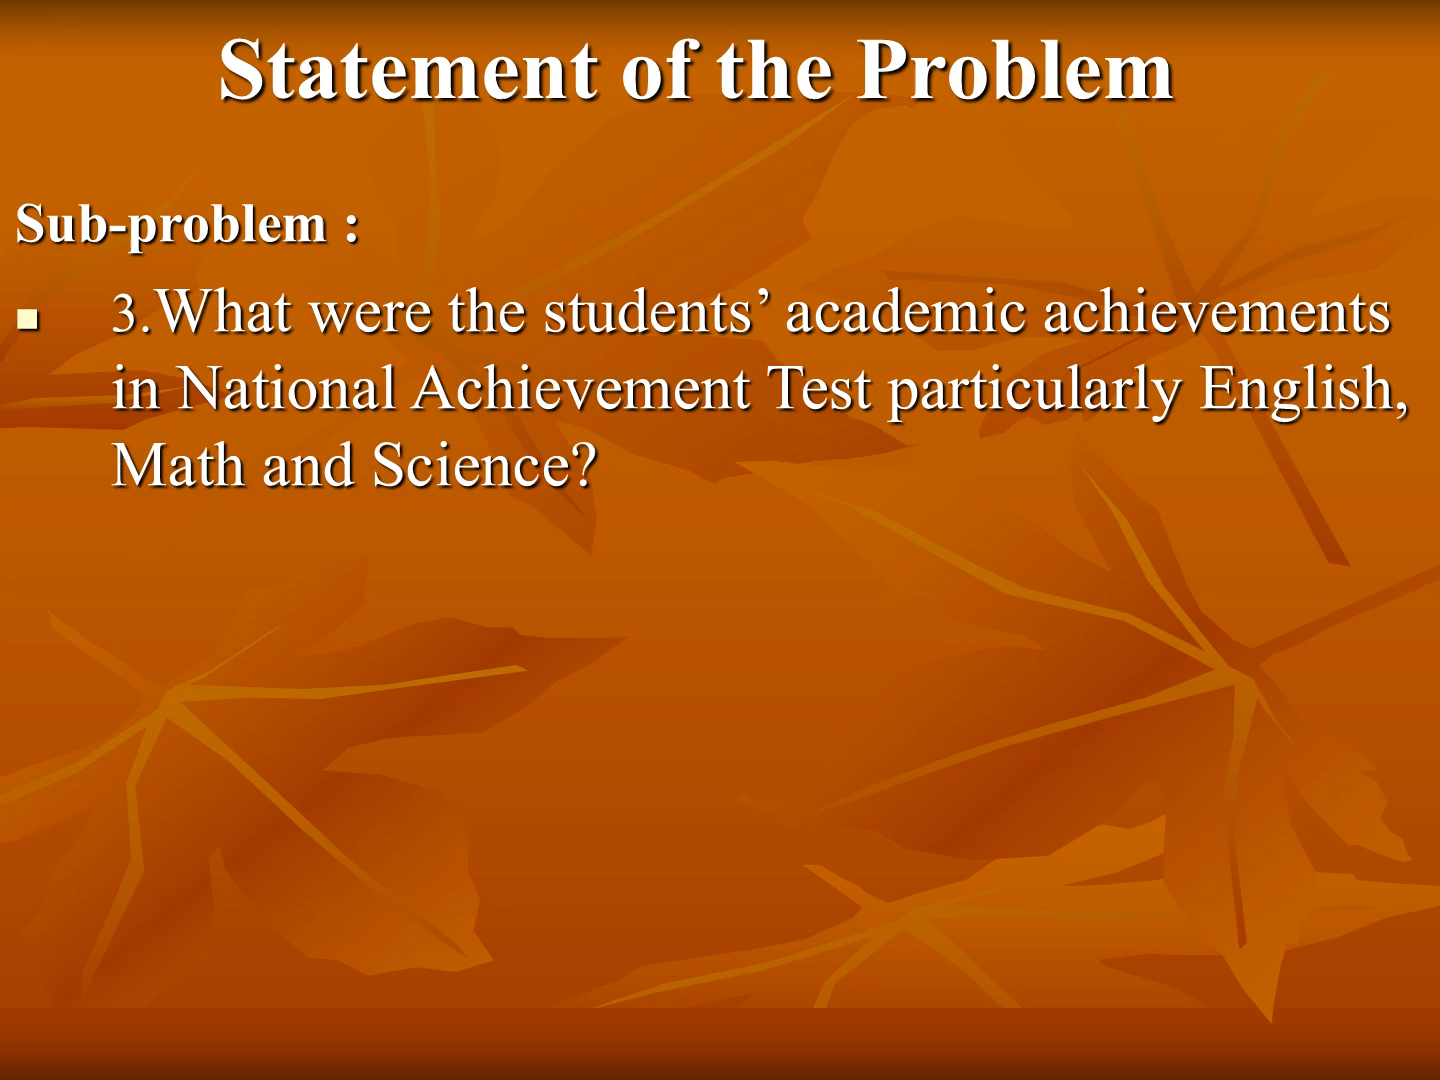 Statement of the Problem
Sub-problem :
3.What were the students’ academic achievements
in National Achievement Test particularly English,
Math and Science?